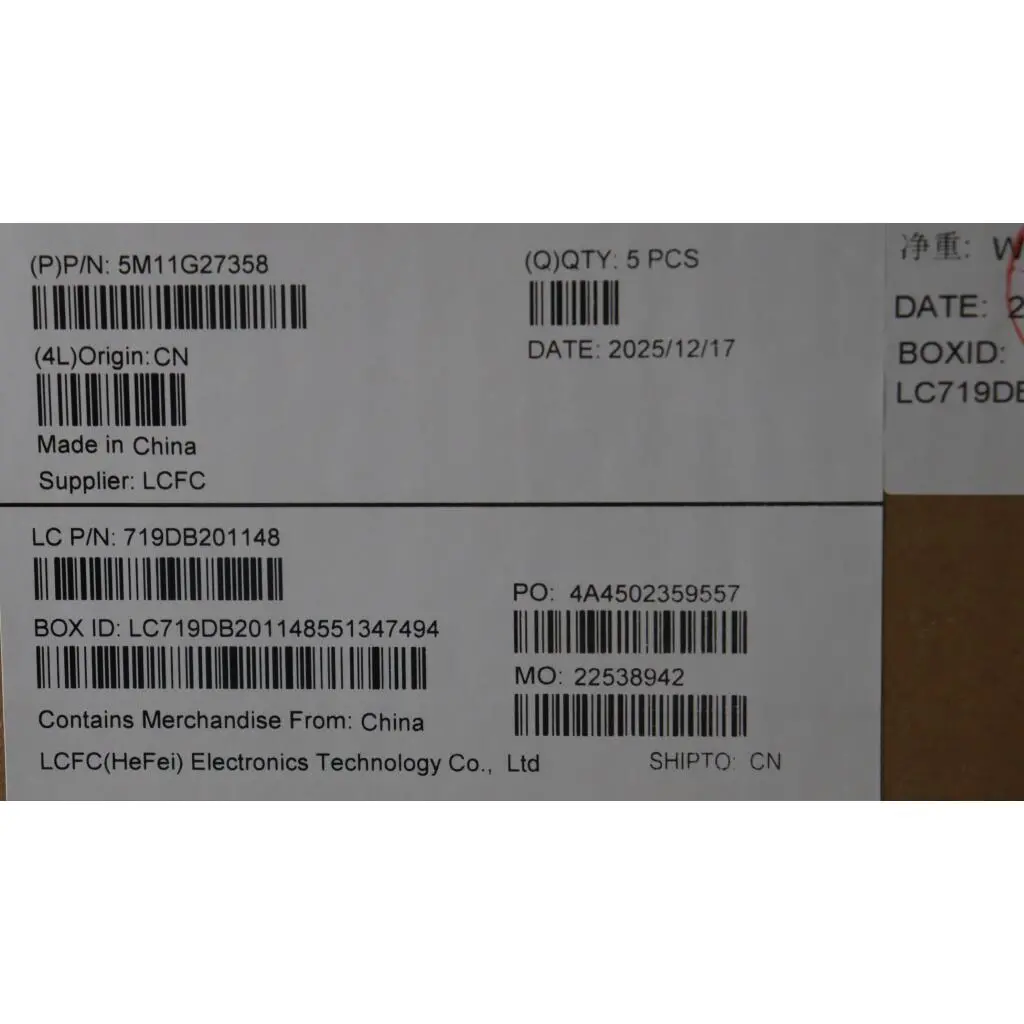 (P)P/N: 5M11G27358
(Q)QTY: 5 PCS
(4L)Origin: CN
DATE: 2025/12/17
Made in China
Supplier: LCFC
LC P/N: 719DB201148
PO: 4A4502359557
BOX ID: LC719DB201148551347494
MO: 22538942
Contains Merchandise From: China
LCFC(HeFei) Electronics Technology Co., Ltd
SHIPTO: CN
净重: W
DATE: 2
BOXID:
LC719DB